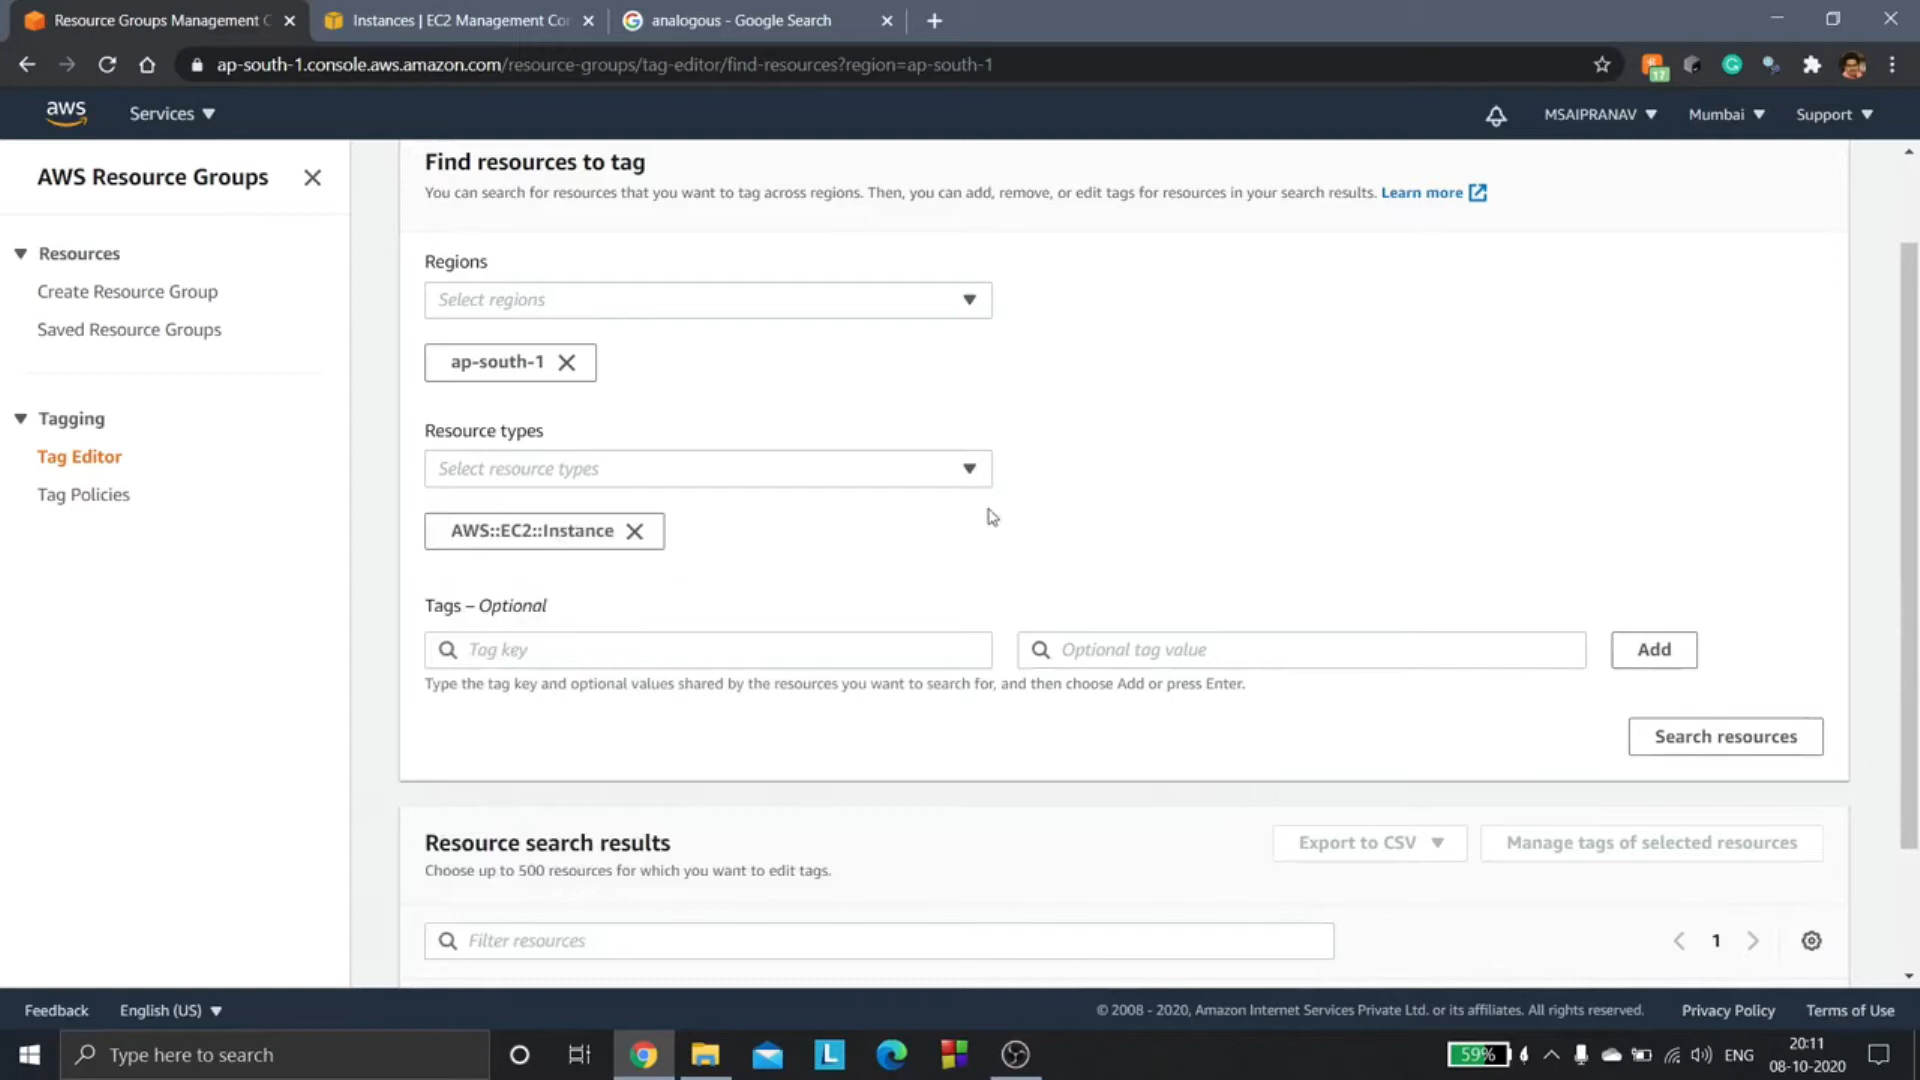 Resource Groups Management C
Instances | EC2 Management Co
analogous - Google Search
ap-south-1.console.aws.amazon.com/resource-groups/tag-editor/find-resources?region=ap-south-1
17
aws
Services
MSAIPRANAV
Mumbai
Support
AWS Resource Groups
Resources
Create Resource Group
Saved Resource Groups
Tagging
Tag Editor
Tag Policies
Find resources to tag
You can search for resources that you want to tag across regions. Then, you can add, remove, or edit tags for resources in your search results. Learn more
Regions
Select regions
ap-south-1
Resource types
Select resource types
AWS::EC2::Instance
Tags – Optional
Tag key
Optional tag value
Add
Type the tag key and optional values shared by the resources you want to search for, and then choose Add or press Enter.
Search resources
Resource search results
Choose up to 500 resources for which you want to edit tags.
Export to CSV
Manage tags of selected resources
Filter resources
1
Feedback
English (US)
© 2008 - 2020, Amazon Internet Services Private Ltd. or its affiliates. All rights reserved.
Privacy Policy
Terms of Use
Type here to search
L
59%
ENG
20:11
08-10-2020